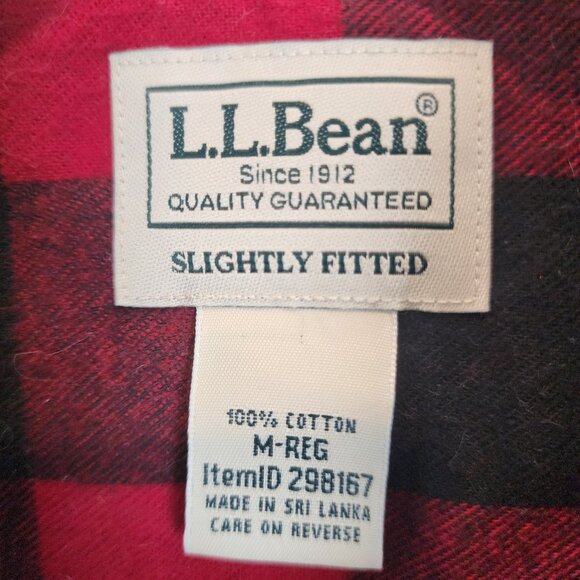 L.L.Bean®
Since 1912
QUALITY GUARANTEED
SLIGHTLY FITTED
100% COTTON
M-REG
ItemID 298167
MADE IN SRI LANKA
CARE ON REVERSE